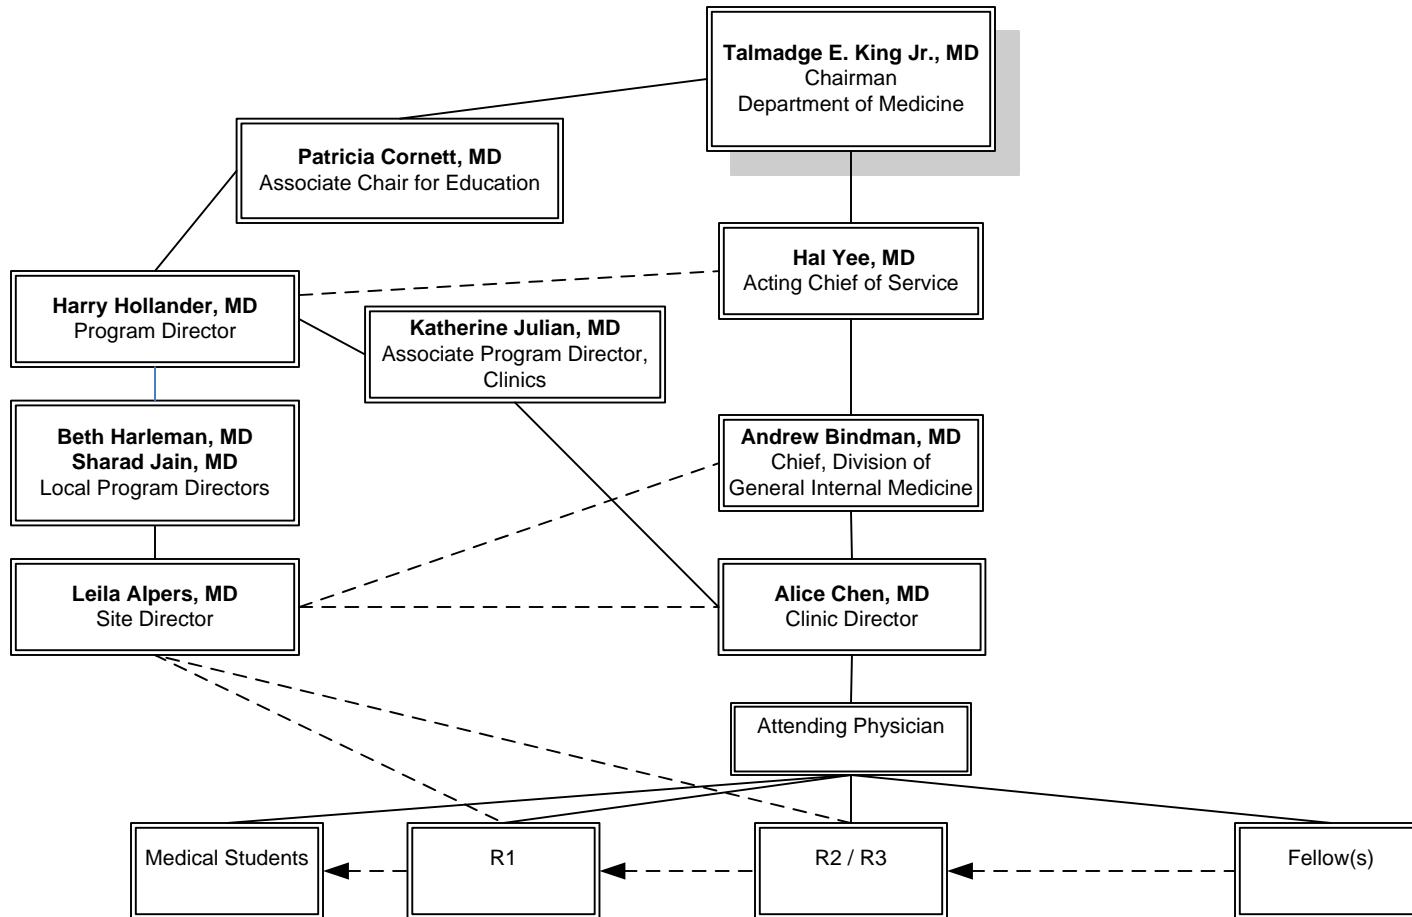 Talmadge E. King Jr., MD
Chairman
Department of Medicine
Patricia Cornett, MD
Associate Chair for Education
Hal Yee, MD
Acting Chief of Service
Harry Hollander, MD
Program Director
Katherine Julian, MD
Associate Program Director,
Clinics
Beth Harleman, MD
Sharad Jain, MD
Local Program Directors
Andrew Bindman, MD
Chief, Division of
General Internal Medicine
Leila Alpers, MD
Site Director
Alice Chen, MD
Clinic Director
Attending Physician
Medical Students
R1
R2 / R3
Fellow(s)